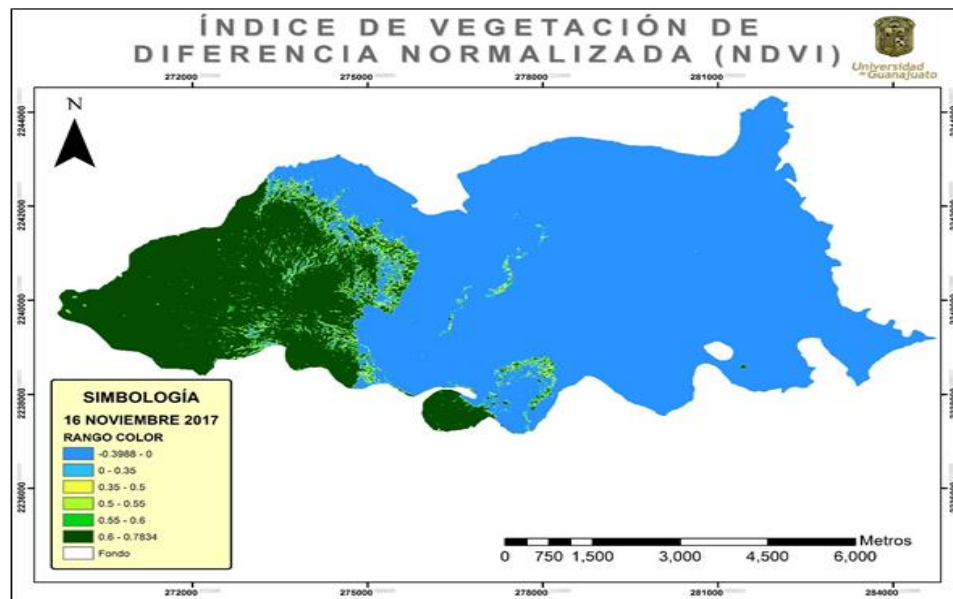 ÍNDICE DE VEGETACIÓN DE
DIFERENCIA NORMALIZADA (NDVI)
Universidad
de Guanajuato
272000 275000 278000 281000
N
2244000
2242000
2240000
2238000
2236000
SIMBOLOGÍA
16 NOVIEMBRE 2017
RANGO COLOR
-0.3988 - 0
0 - 0.35
0.35 - 0.5
0.5 - 0.55
0.55 - 0.6
0.6 - 0.7834
Fondo
Metros
0 750 1,500 3,000 4,500 6,000
272000 275000 278000 281000 284000